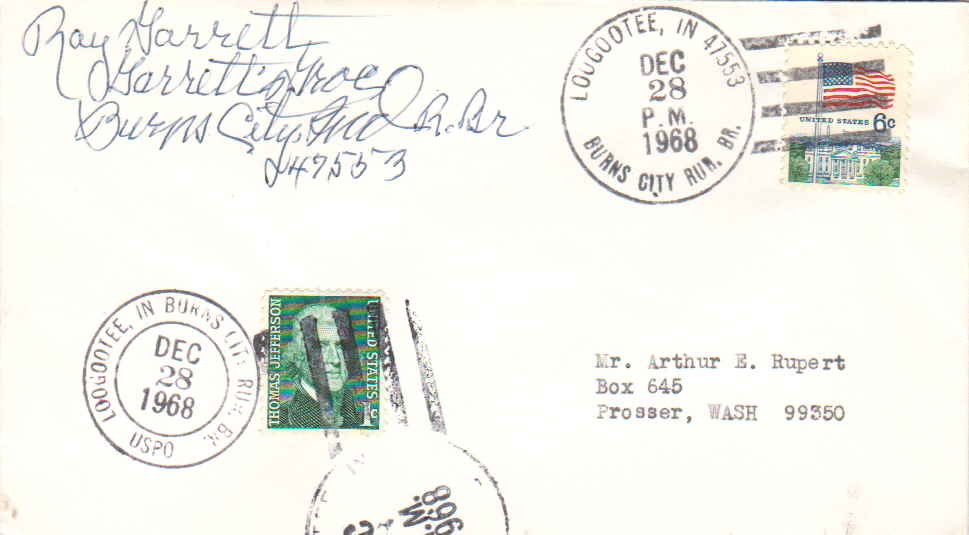 Ray Garrett
Garrett's Groc
Burns City, Ind R. Br.
47553
LOOGOOTEE, IN 47553
DEC
28
P.M.
1968
BURNS CITY RUR. BR.
UNITED STATES 6c
LOOGOOTEE, IN BURNS CITY RUR. BR.
DEC
28
1968
USPO
THOMAS JEFFERSON
UNITED STATES
1c
Mr. Arthur E. Rupert
Box 645
Prosser, WASH 99350
968
.M.